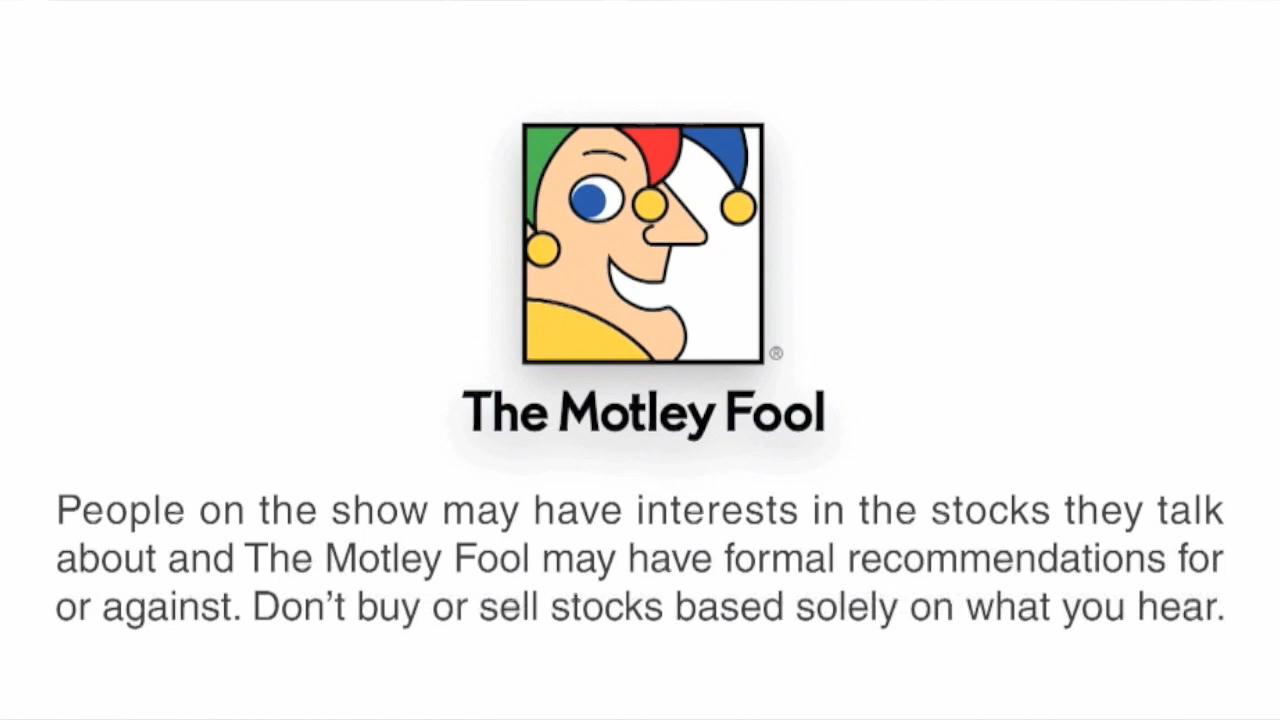 ®
The Motley Fool
People on the show may have interests in the stocks they talk
about and The Motley Fool may have formal recommendations for
or against. Don’t buy or sell stocks based solely on what you hear.